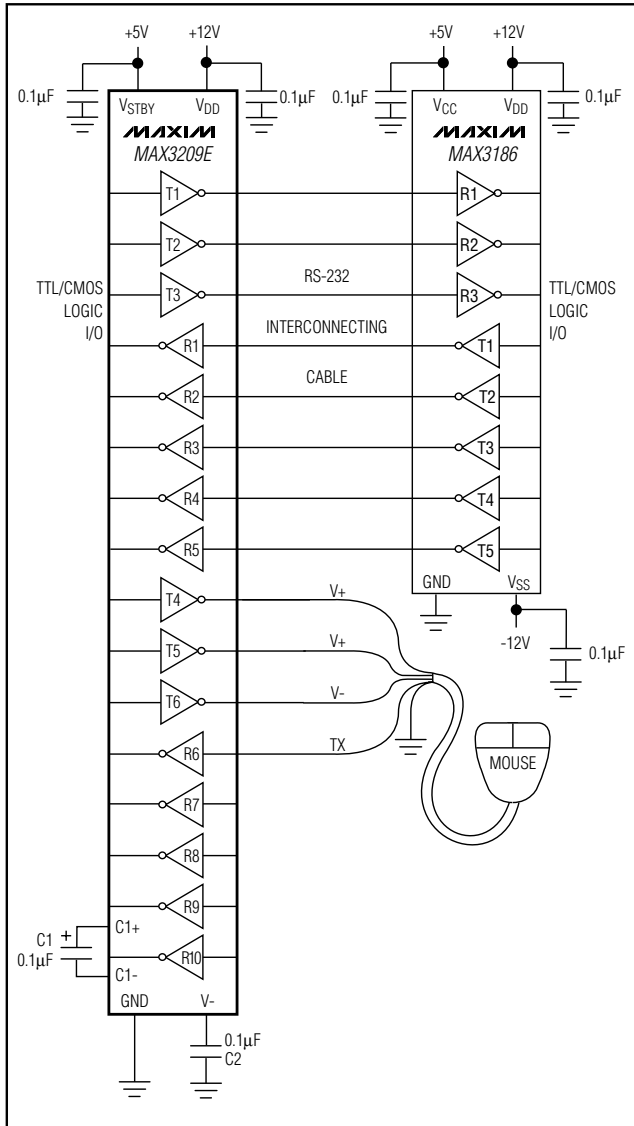 +5V +12V +5V +12V
0.1µF 0.1µF 0.1µF 0.1µF
VSTBY VDD VCC VDD
MAXIM MAXIM
MAX3209E MAX3186
T1 R1
T2 R2
RS-232
T3 R3
TTL/CMOS LOGIC I/O
TTL/CMOS LOGIC I/O
INTERCONNECTING
R1 T1
CABLE
R2 T2
R3 T3
R4 T4
R5 T5
GND VSS
T4 V+
-12V
0.1µF
T5 V+
T6 V-
R6 TX
MOUSE
R7
R8
R9
C1 + C1+
0.1µF
R10
C1-
GND V-
0.1µF
C2